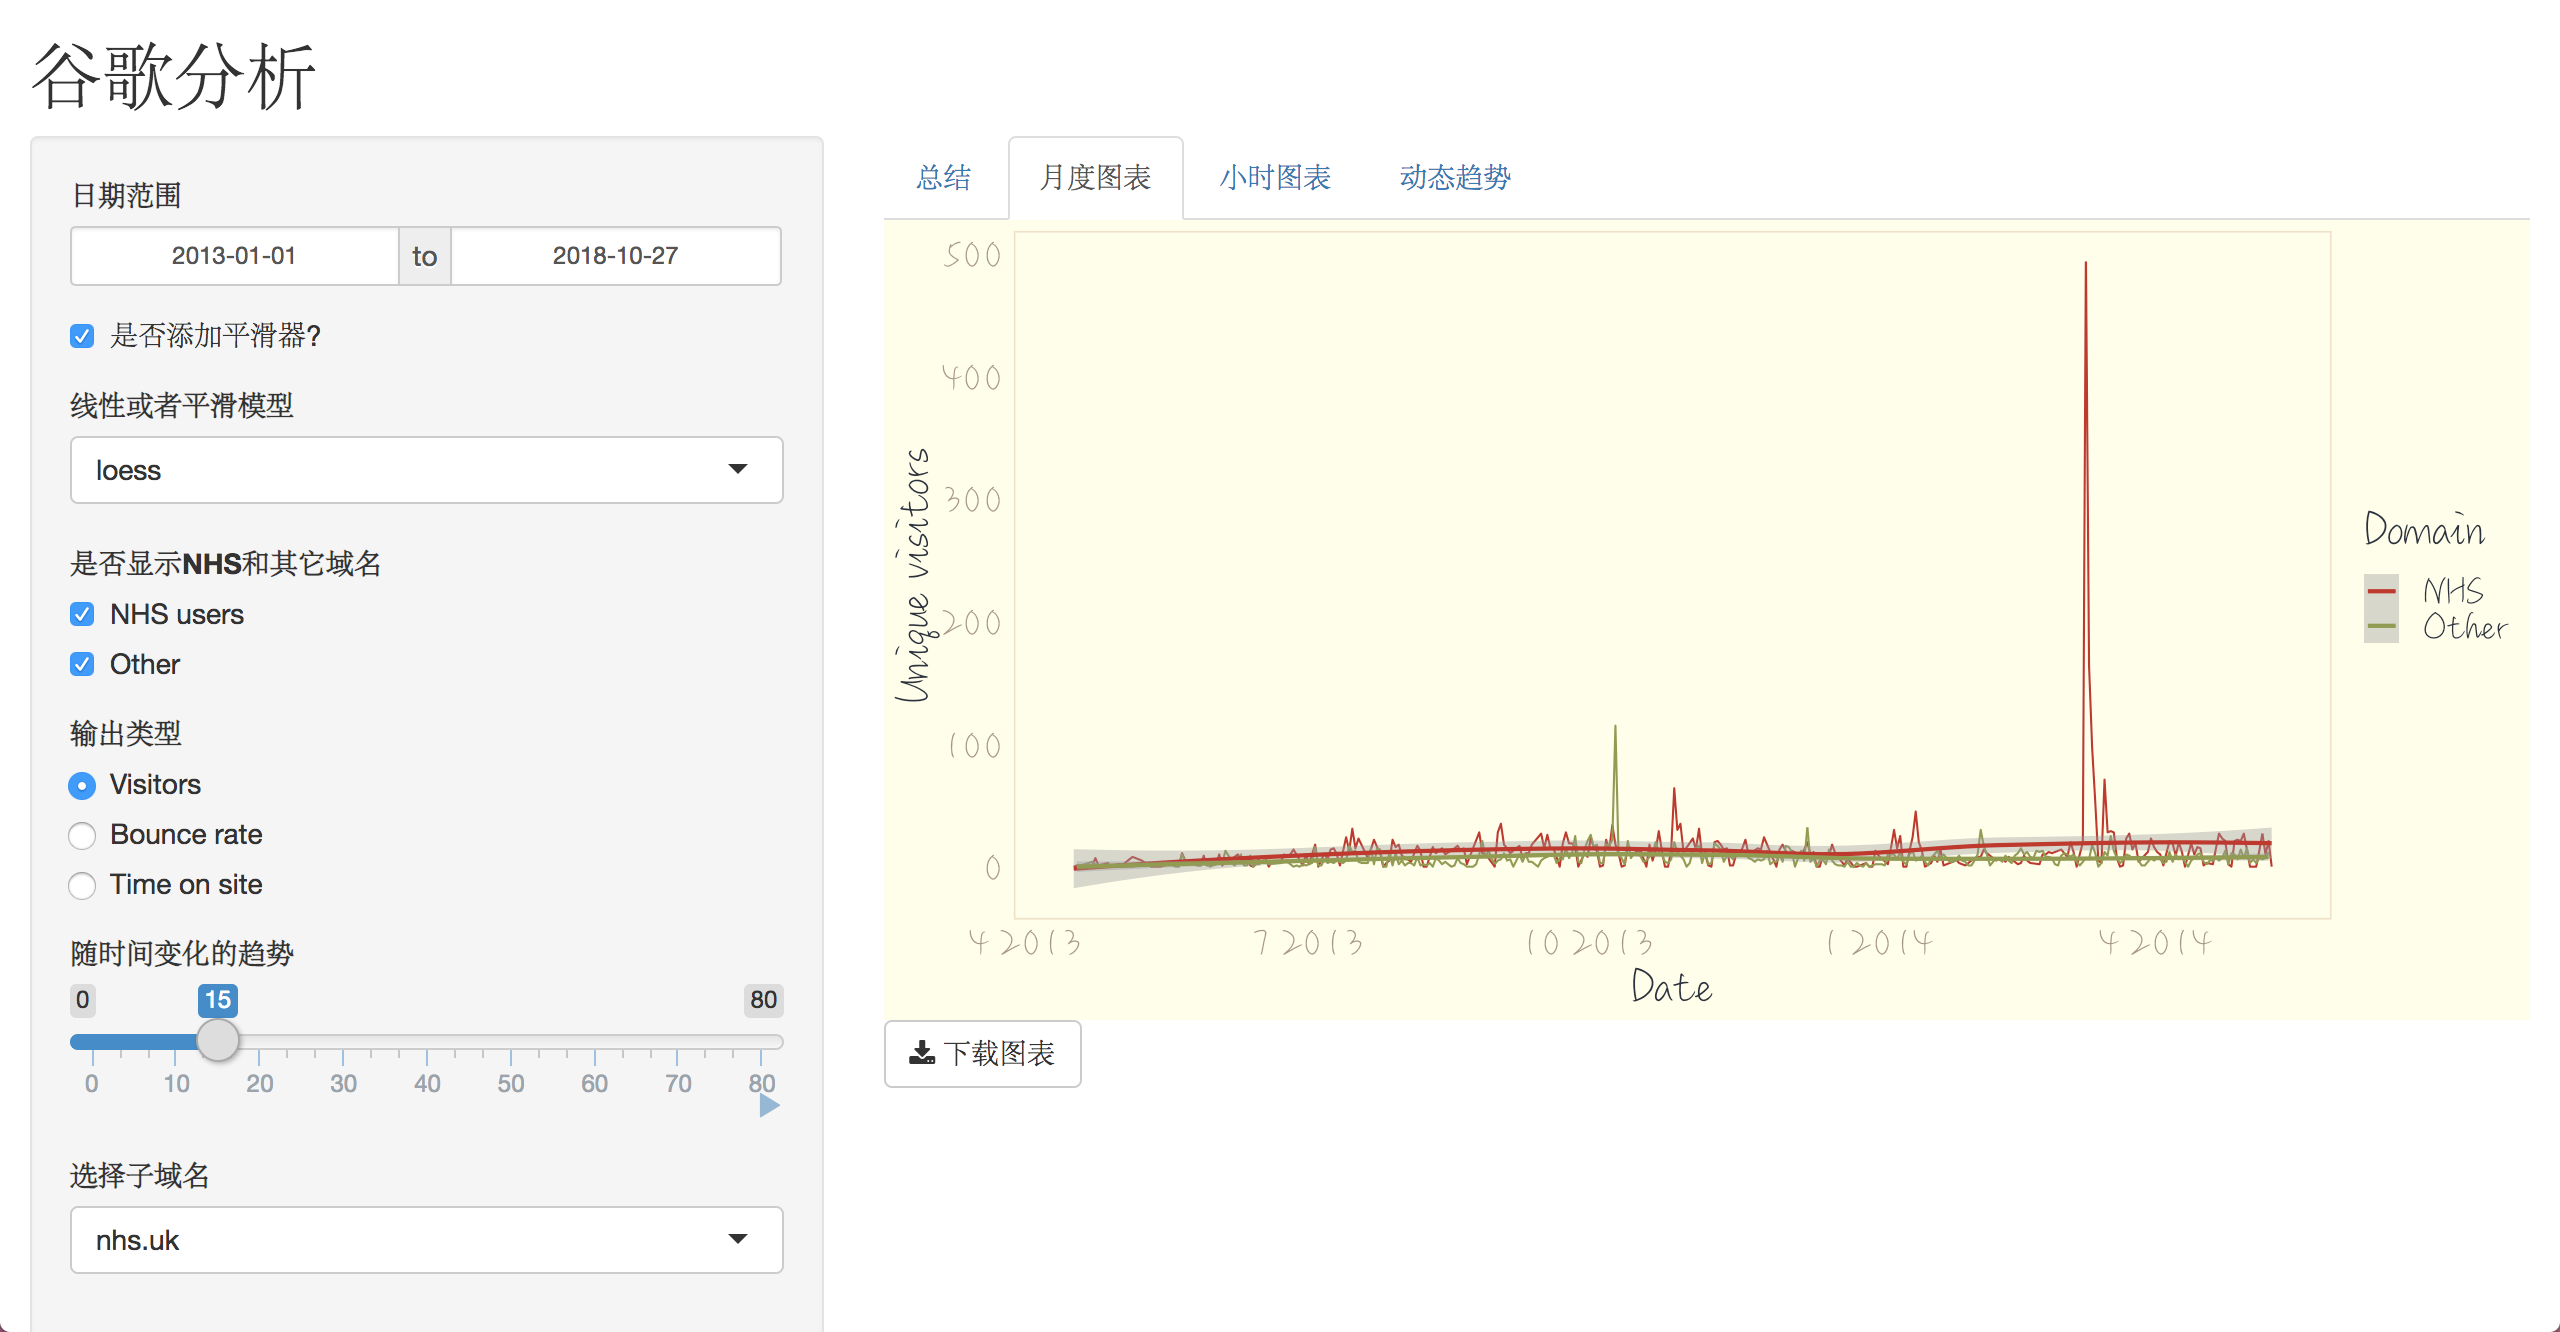 谷歌分析
日期范围
2013-01-01 to 2018-10-27
是否添加平滑器?
线性或者平滑模型
loess
是否显示NHS和其它域名
NHS users
Other
输出类型
Visitors
Bounce rate
Time on site
随时间变化的趋势
0 15 80
0 10 20 30 40 50 60 70 80
选择子域名
nhs.uk
总结 月度图表 小时图表 动态趋势
500
400
300
200
100
0
Unique visitors
4 2013 7 2013 10 2013 1 2014 4 2014
Date
Domain
NHS
Other
下载图表